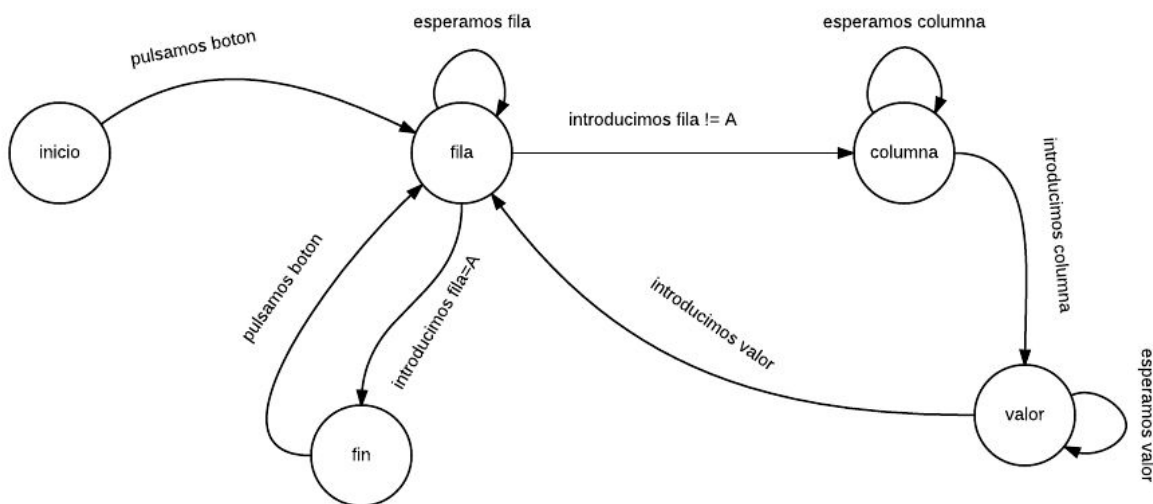 esperamos fila
esperamos columna
pulsamos boton
introducimos fila != A
inicio
fila
columna
introducimos columna
pulsamos boton
introducimos fila=A
introducimos valor
esperamos valor
valor
fin